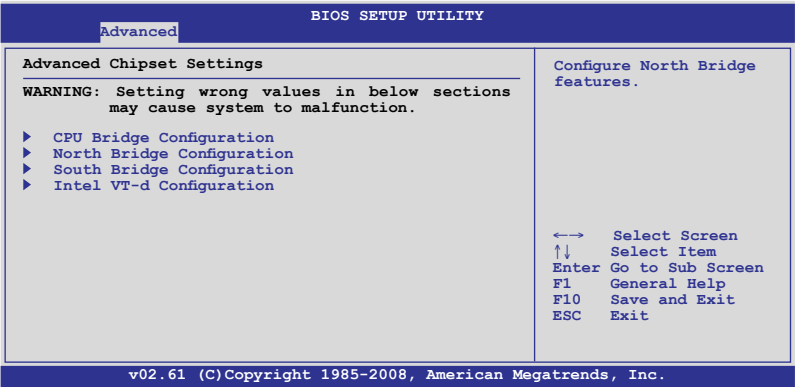 BIOS SETUP UTILITY
Advanced
Advanced Chipset Settings
WARNING: Setting wrong values in below sections
may cause system to malfunction.
CPU Bridge Configuration
North Bridge Configuration
South Bridge Configuration
Intel VT-d Configuration
Configure North Bridge
features.
←→ Select Screen
↑↓ Select Item
Enter Go to Sub Screen
F1 General Help
F10 Save and Exit
ESC Exit
v02.61 (C)Copyright 1985-2008, American Megatrends, Inc.